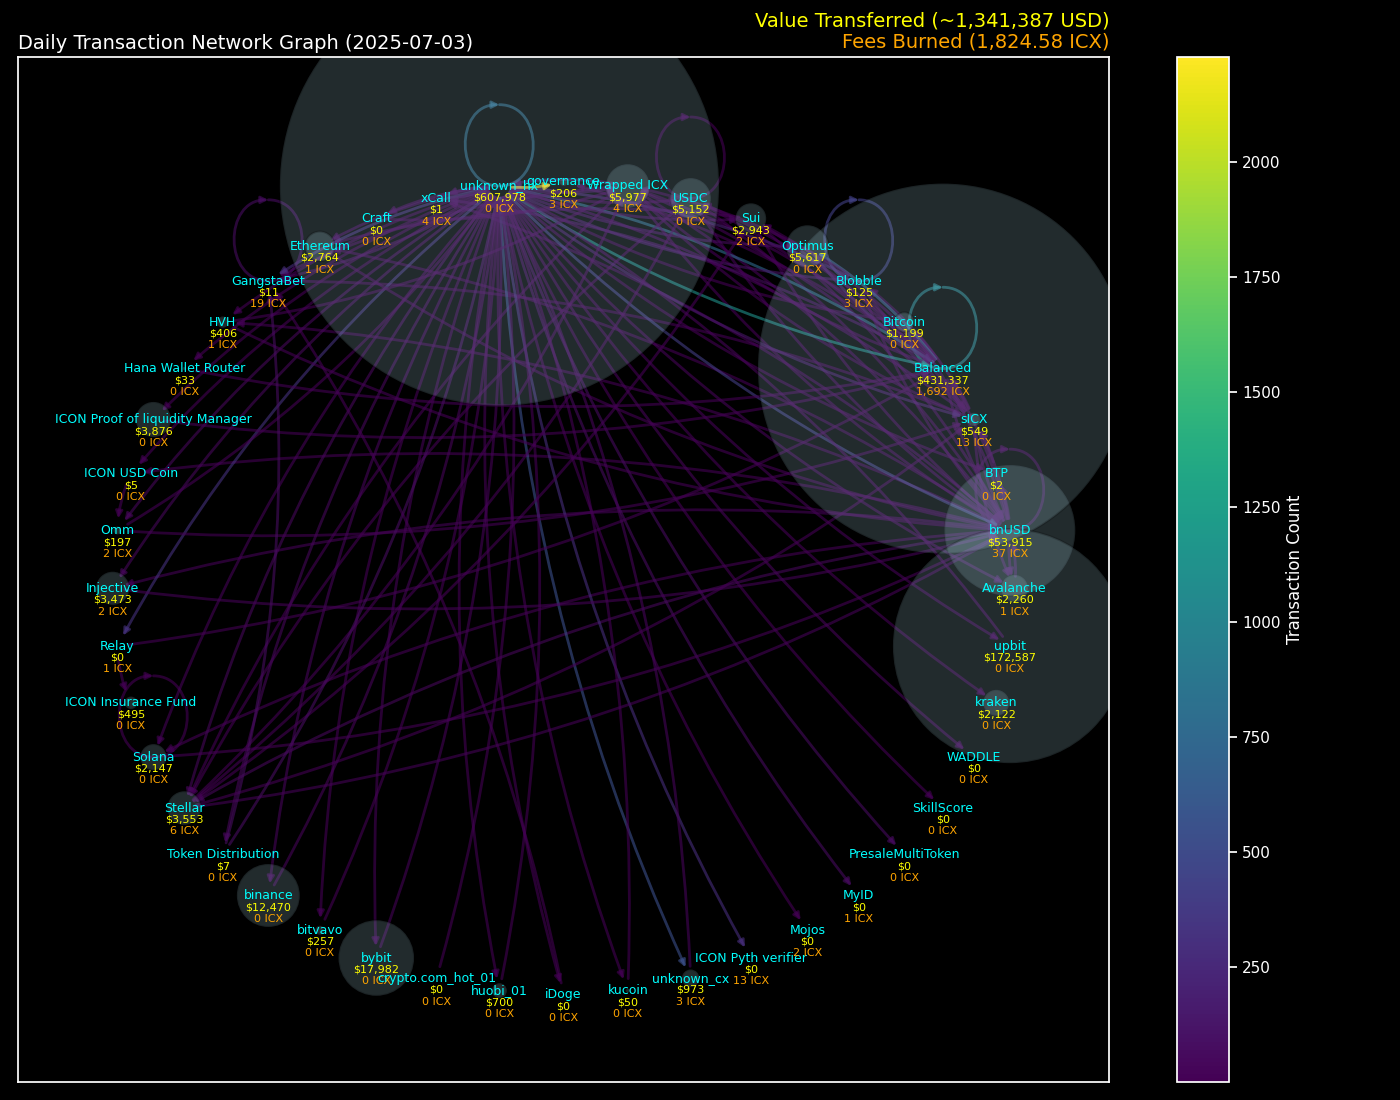 Value Transferred (~1,341,387 USD)
Daily Transaction Network Graph (2025-07-03)
Fees Burned (1,824.58 ICX)
unknown_hx
$607,978
0 ICX
governance
$206
3 ICX
Wrapped ICX
$5,977
4 ICX
USDC
$5,152
0 ICX
xCall
$1
4 ICX
Craft
$0
0 ICX
Sui
$2,943
2 ICX
Ethereum
$2,764
1 ICX
Optimus
$5,617
0 ICX
GangstaBet
$11
19 ICX
Blobble
$125
3 ICX
HVH
$406
1 ICX
Bitcoin
$1,199
0 ICX
Hana Wallet Router
$33
0 ICX
Balanced
$431,337
1,692 ICX
ICON Proof of liquidity Manager
$3,876
0 ICX
sICX
$549
13 ICX
ICON USD Coin
$5
0 ICX
BTP
$2
0 ICX
Omm
$197
2 ICX
bnUSD
$53,915
37 ICX
Injective
$3,473
2 ICX
Avalanche
$2,260
1 ICX
Relay
$0
1 ICX
upbit
$172,587
0 ICX
ICON Insurance Fund
$495
0 ICX
kraken
$2,122
0 ICX
Solana
$2,147
0 ICX
WADDLE
$0
0 ICX
Stellar
$3,553
6 ICX
SkillScore
$0
0 ICX
Token Distribution
$7
0 ICX
PresaleMultiToken
$0
0 ICX
binance
$12,470
0 ICX
MyID
$0
1 ICX
bitvavo
$257
0 ICX
Mojos
$0
2 ICX
bybit
$17,982
0 ICX
ICON Pyth verifier
$0
13 ICX
crypto.com_hot_01
$0
0 ICX
huobi_01
$700
0 ICX
iDoge
$0
0 ICX
kucoin
$50
0 ICX
unknown_cx
$973
3 ICX
2000
1750
1500
1250
1000
750
500
250
Transaction Count